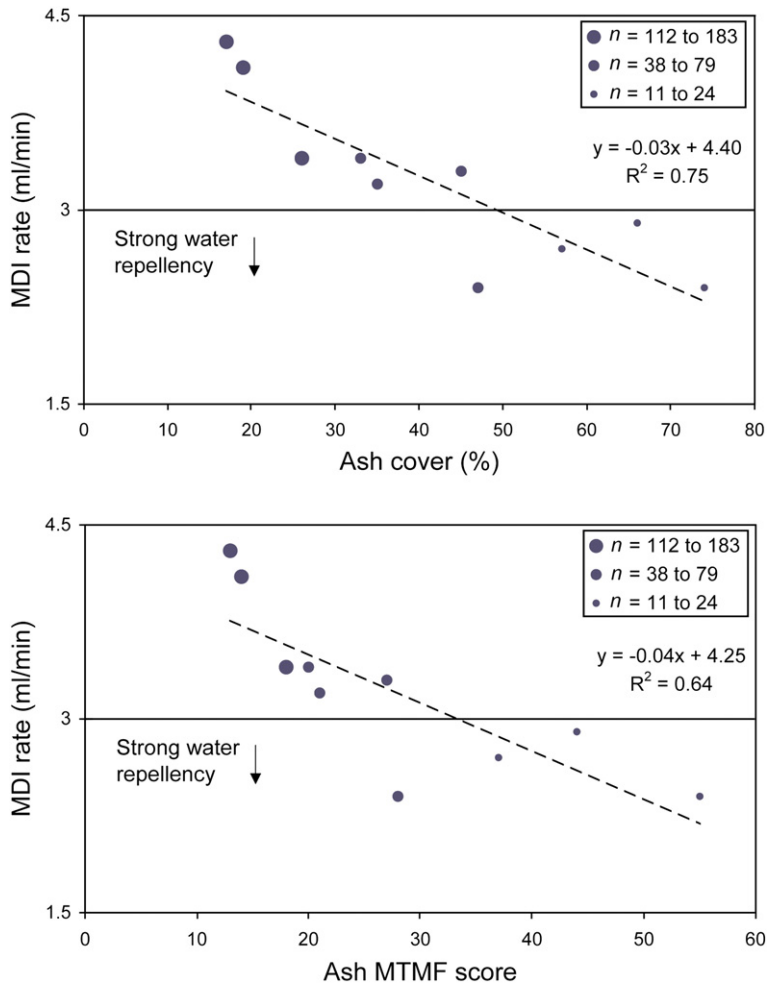 4.5
n = 112 to 183
n = 38 to 79
n = 11 to 24
y = -0.03x + 4.40
R² = 0.75
MDI rate (ml/min)
3
Strong water
repellency
1.5
0 10 20 30 40 50 60 70 80
Ash cover (%)
4.5
n = 112 to 183
n = 38 to 79
n = 11 to 24
y = -0.04x + 4.25
R² = 0.64
MDI rate (ml/min)
3
Strong water
repellency
1.5
0 10 20 30 40 50 60
Ash MTMF score